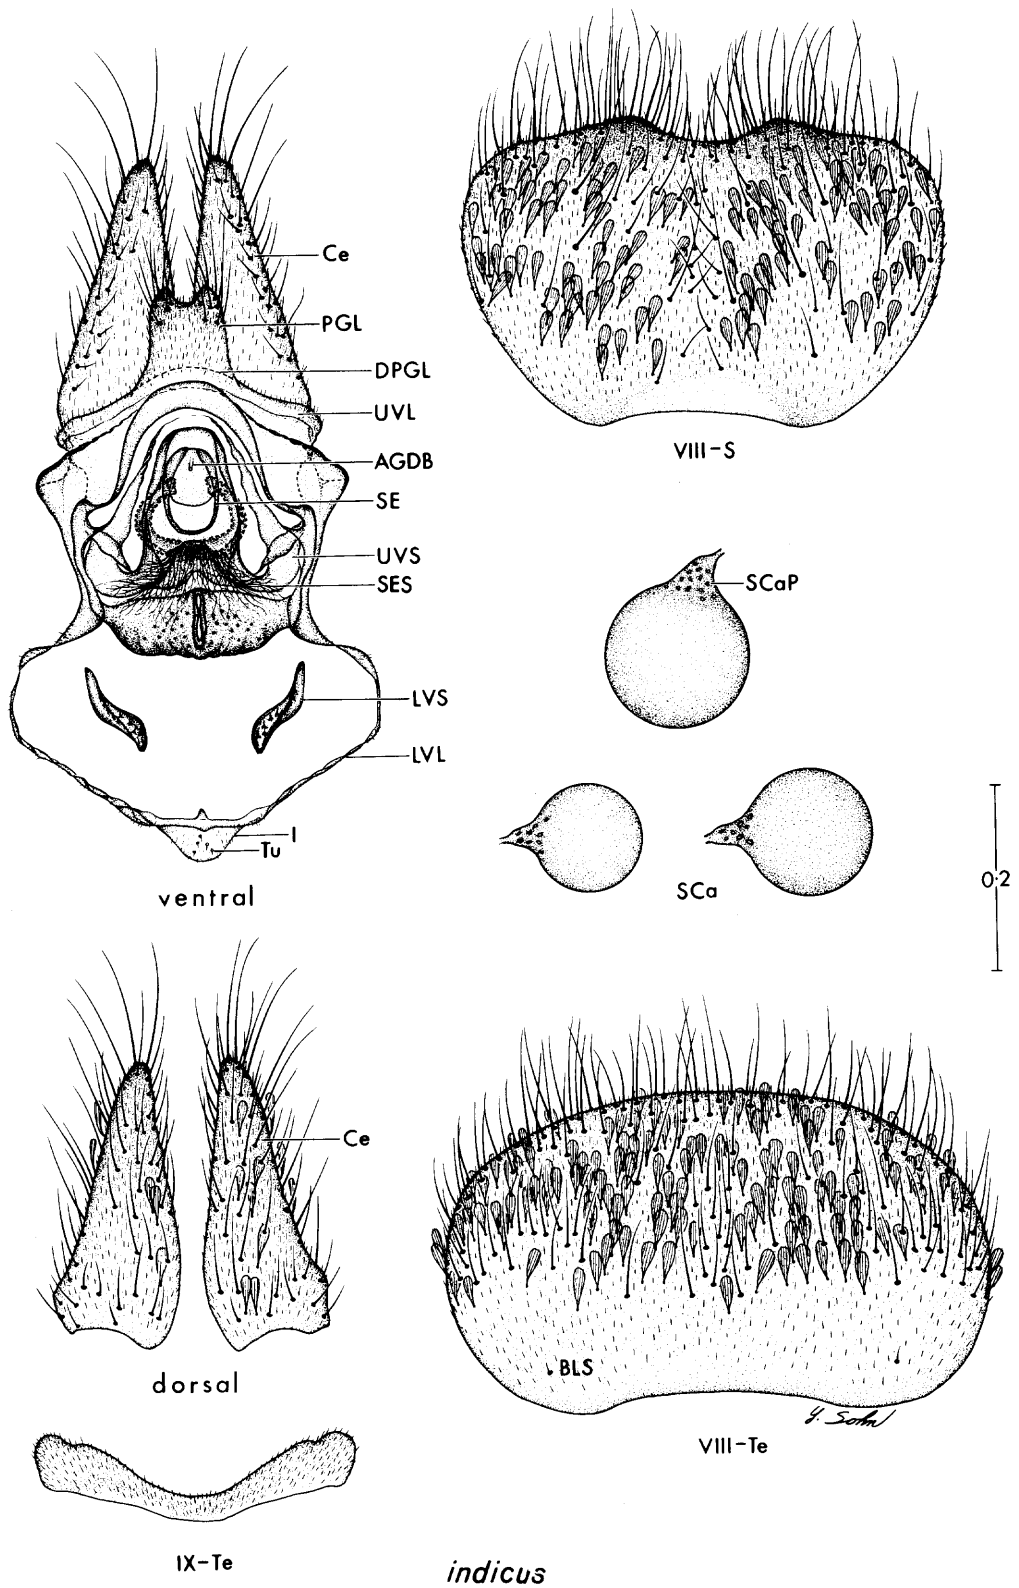 Ce
PGL
DPGL
UVL
AGDB
SE
UVS
SES
LVS
LVL
I
Tu
ventral
VIII-S
SCaP
SCa
0·2
Ce
dorsal
BLS
Y. Sohn
VIII-Te
IX-Te
indicus